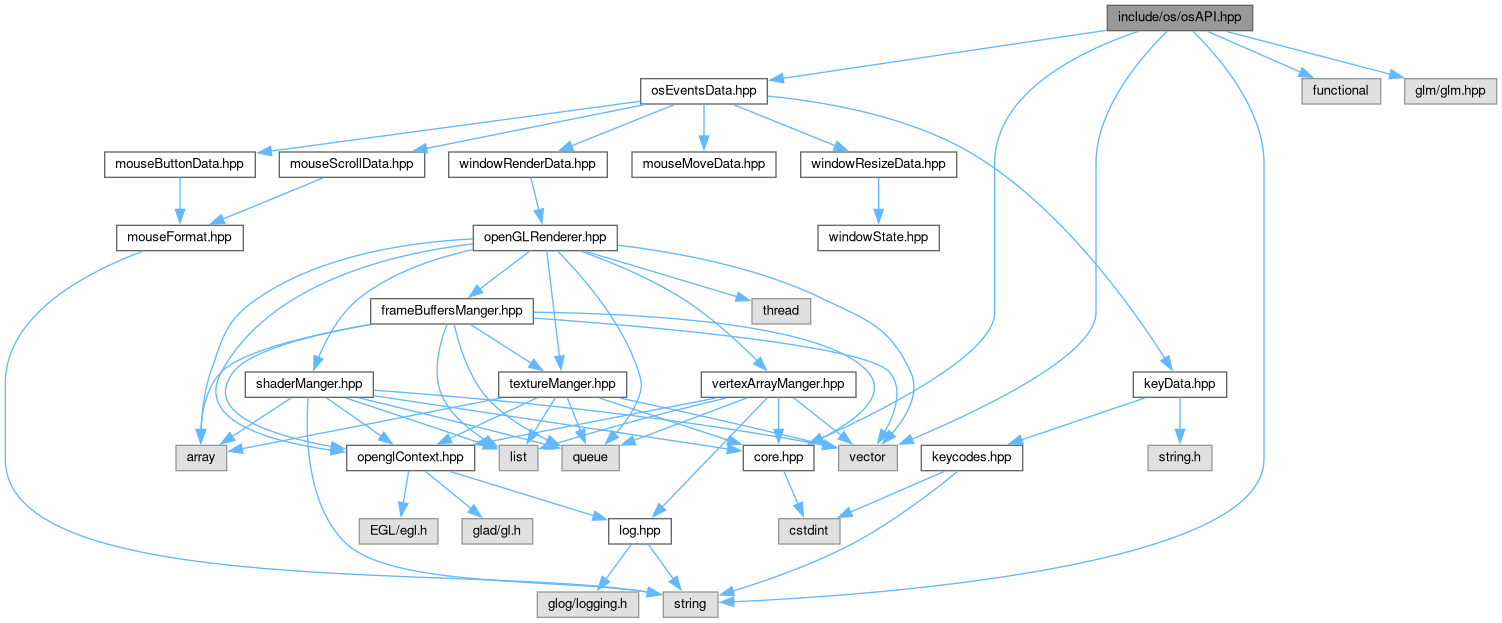 include/os/osAPI.hpp
osEventsData.hpp
functional
glm/glm.hpp
mouseButtonData.hpp
mouseScrollData.hpp
windowRenderData.hpp
mouseMoveData.hpp
windowResizeData.hpp
mouseFormat.hpp
openGLRenderer.hpp
windowState.hpp
frameBuffersManger.hpp
thread
shaderManger.hpp
textureManger.hpp
vertexArrayManger.hpp
keyData.hpp
array
openglContext.hpp
list
queue
core.hpp
vector
keycodes.hpp
string.h
EGL/egl.h
glad/gl.h
log.hpp
cstdint
glog/logging.h
string